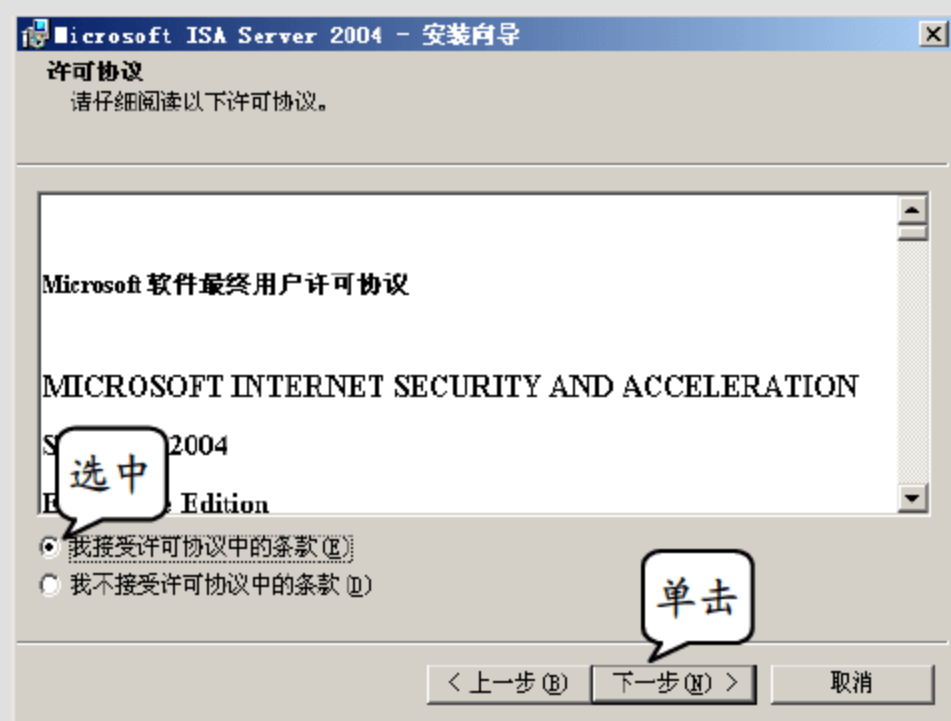 Microsoft ISA Server 2004 - 安装向导
许可协议
请仔细阅读以下许可协议。
Microsoft 软件最终用户许可协议
MICROSOFT INTERNET SECURITY AND ACCELERATION
2004
Edition
选中
我接受许可协议中的条款(E)
我不接受许可协议中的条款(D)
单击
< 上一步(B)
下一步(N) >
取消